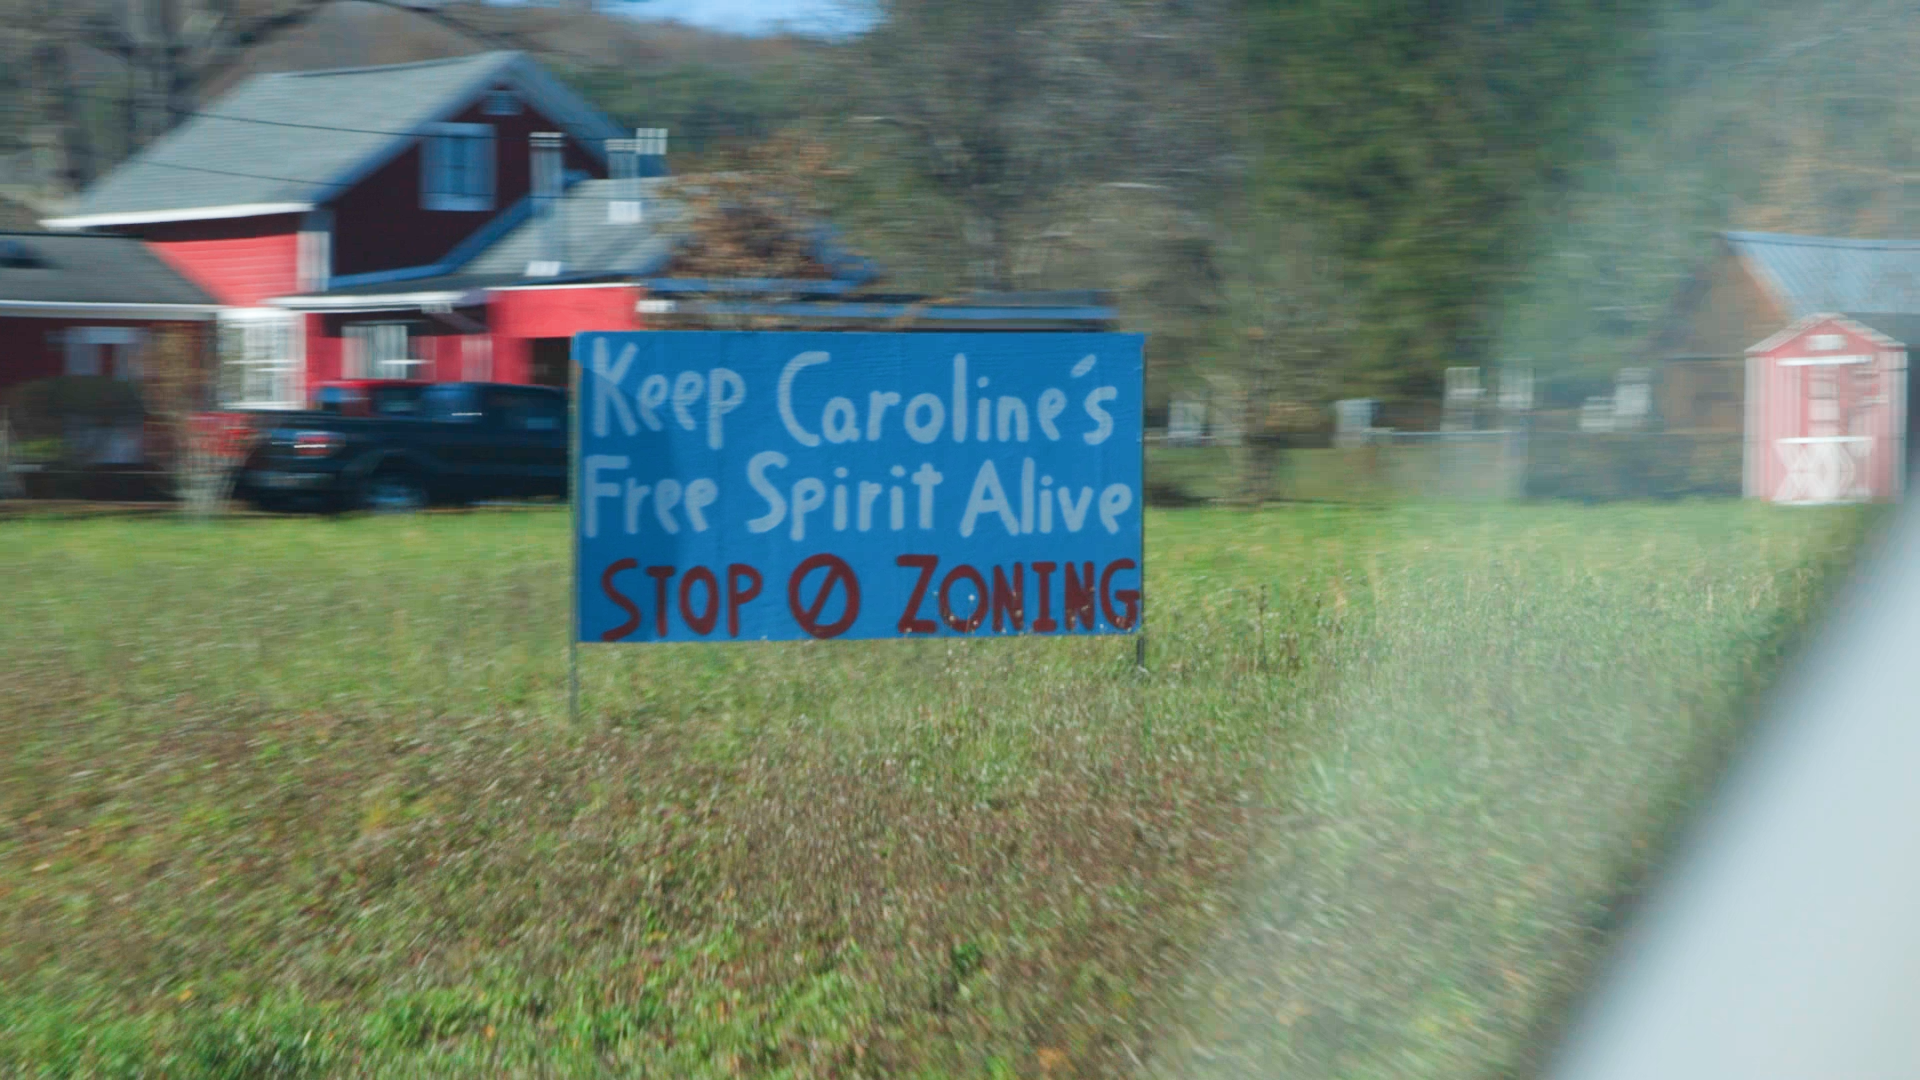 Keep Caroline's
Free Spirit Alive
STOP Ø ZONING